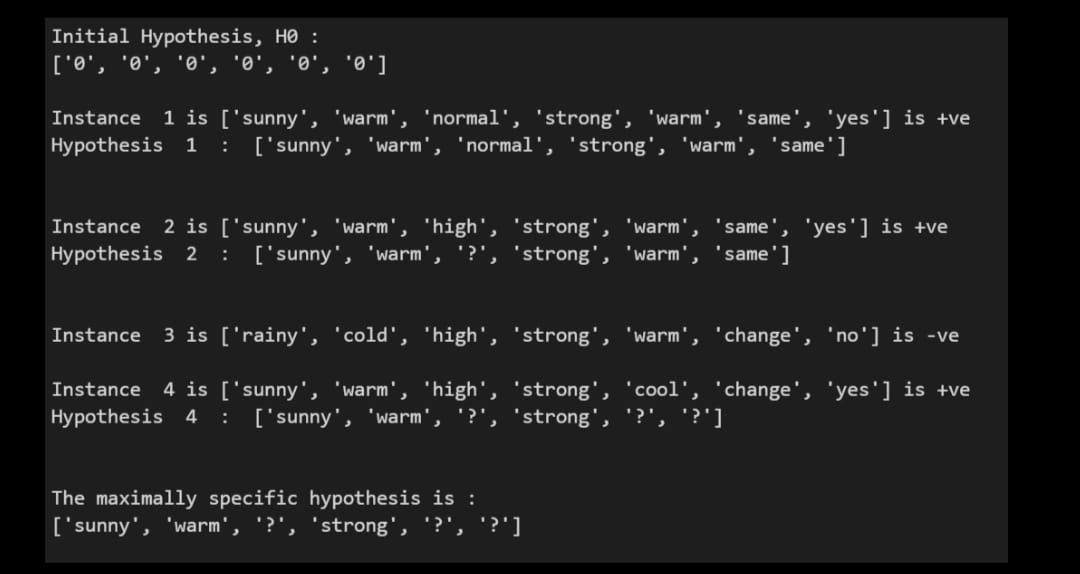 Initial Hypothesis, H0 :
['0', '0', '0', '0', '0', '0']
Instance  1 is ['sunny', 'warm', 'normal', 'strong', 'warm', 'same', 'yes'] is +ve
Hypothesis  1  :  ['sunny', 'warm', 'normal', 'strong', 'warm', 'same']
Instance  2 is ['sunny', 'warm', 'high', 'strong', 'warm', 'same', 'yes'] is +ve
Hypothesis  2  :  ['sunny', 'warm', '?', 'strong', 'warm', 'same']
Instance  3 is ['rainy', 'cold', 'high', 'strong', 'warm', 'change', 'no'] is -ve
Instance  4 is ['sunny', 'warm', 'high', 'strong', 'cool', 'change', 'yes'] is +ve
Hypothesis  4  :  ['sunny', 'warm', '?', 'strong', '?', '?']
The maximally specific hypothesis is :
['sunny', 'warm', '?', 'strong', '?', '?']